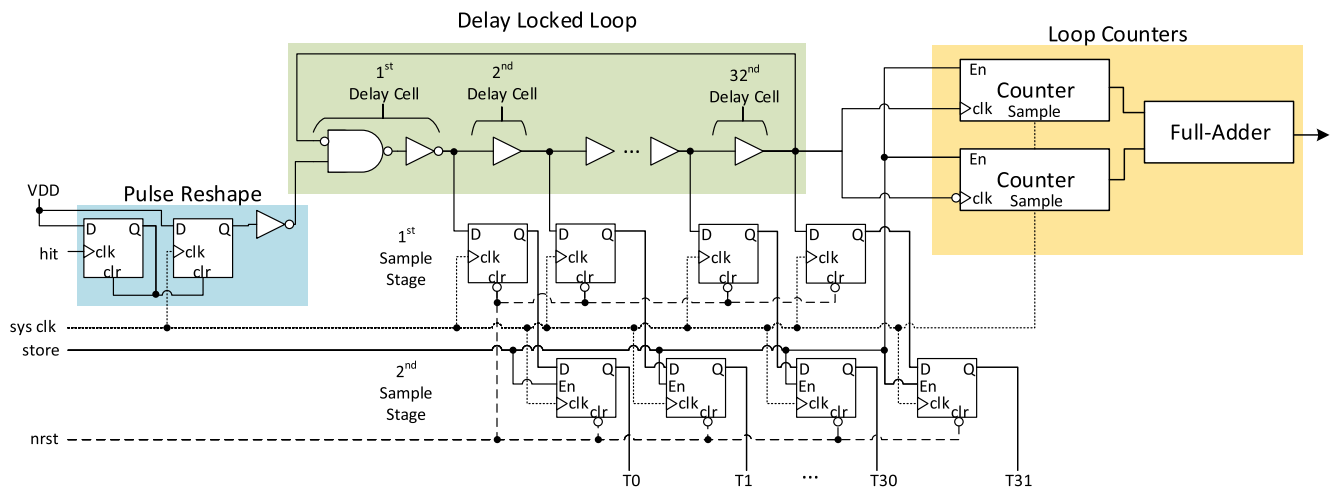 Delay Locked Loop
Loop Counters
1st
Delay Cell
2nd
Delay Cell
32nd
Delay Cell
...
En
Counter
Sample
clk
Full-Adder
En
Counter
clk
Sample
VDD
Pulse Reshape
D Q
clk
clr
D Q
clk
clr
hit
1st
Sample
Stage
D Q
clk
clr
D Q
clk
clr
D Q
clk
clr
D Q
clk
clr
sys clk
store
2nd
Sample
Stage
D Q
En
clk
clr
D Q
En
clk
clr
D Q
En
clk
clr
D Q
En
clk
clr
nrst
T0
T1
...
T30
T31